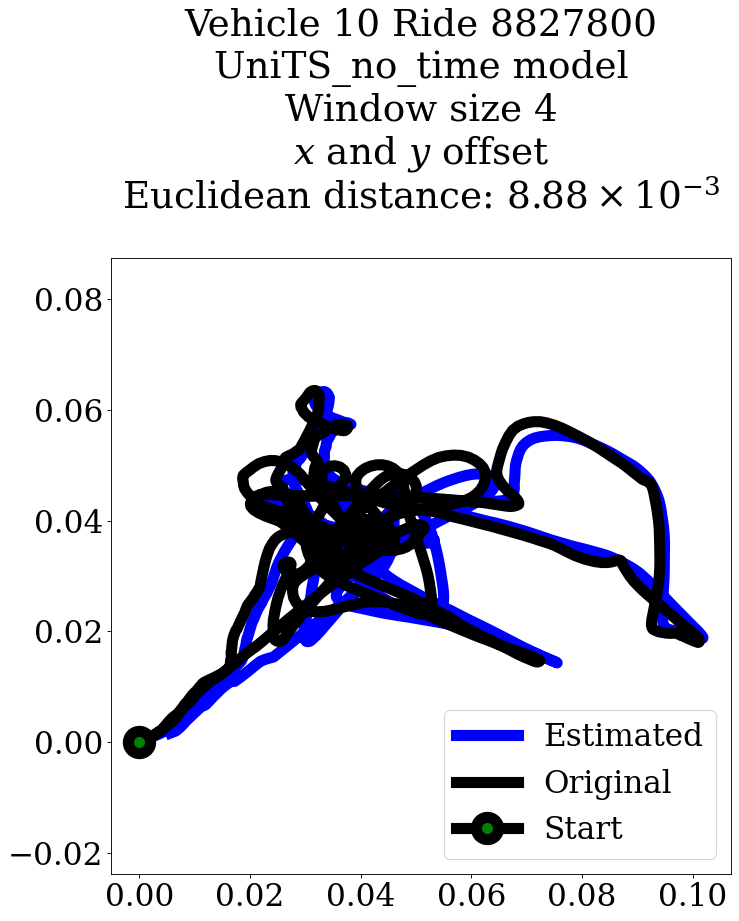 Vehicle 10 Ride 8827800
UniTS_no_time model
Window size 4
x and y offset
Euclidean distance: 8.88 × 10⁻³
0.08
0.06
0.04
0.02
0.00
−0.02
0.00 0.02 0.04 0.06 0.08 0.10
Estimated
Original
Start